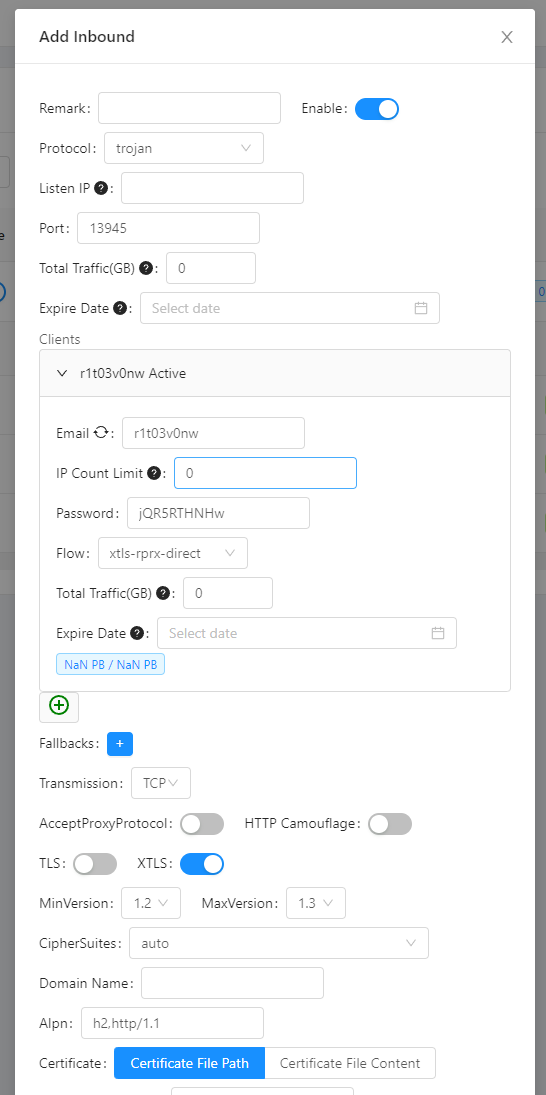 Add Inbound
Remark: Enable:
Protocol: trojan
Listen IP ? :
Port: 13945
Total Traffic(GB) ? : 0
Expire Date ? : Select date
Clients
r1t03v0nw Active
Email : r1t03v0nw
IP Count Limit ? : 0
Password: jQR5RTHNHw
Flow: xtls-rprx-direct
Total Traffic(GB) ? : 0
Expire Date ? : Select date
NaN PB / NaN PB
Fallbacks: +
Transmission: TCP
AcceptProxyProtocol: HTTP Camouflage:
TLS: XTLS:
MinVersion: 1.2 MaxVersion: 1.3
CipherSuites: auto
Domain Name:
Alpn: h2,http/1.1
Certificate: Certificate File Path Certificate File Content